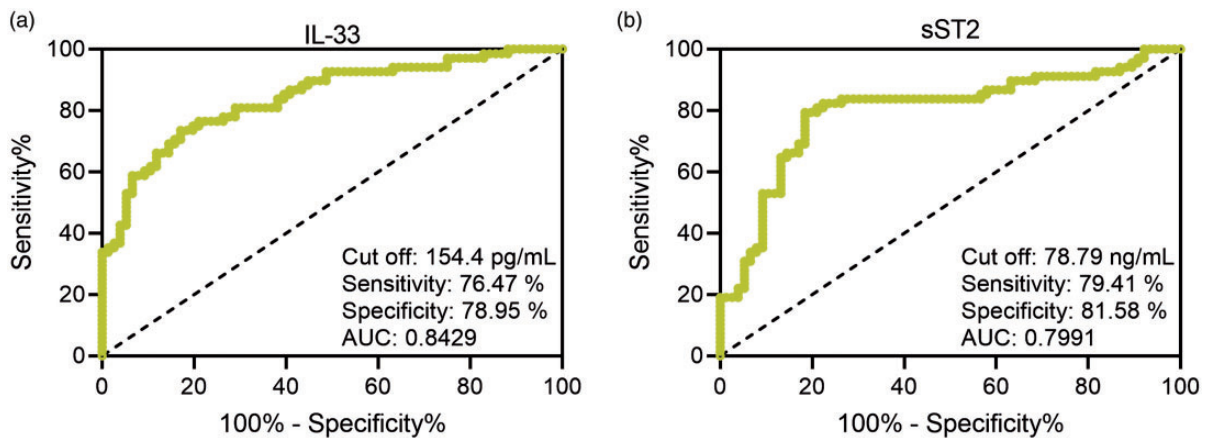 (a)
IL-33
100
80
60
40
20
0
Sensitivity%
Cut off: 154.4 pg/mL
Sensitivity: 76.47 %
Specificity: 78.95 %
AUC: 0.8429
0 20 40 60 80 100
100% - Specificity%
(b)
sST2
100
80
60
40
20
0
Sensitivity%
Cut off: 78.79 ng/mL
Sensitivity: 79.41 %
Specificity: 81.58 %
AUC: 0.7991
0 20 40 60 80 100
100% - Specificity%